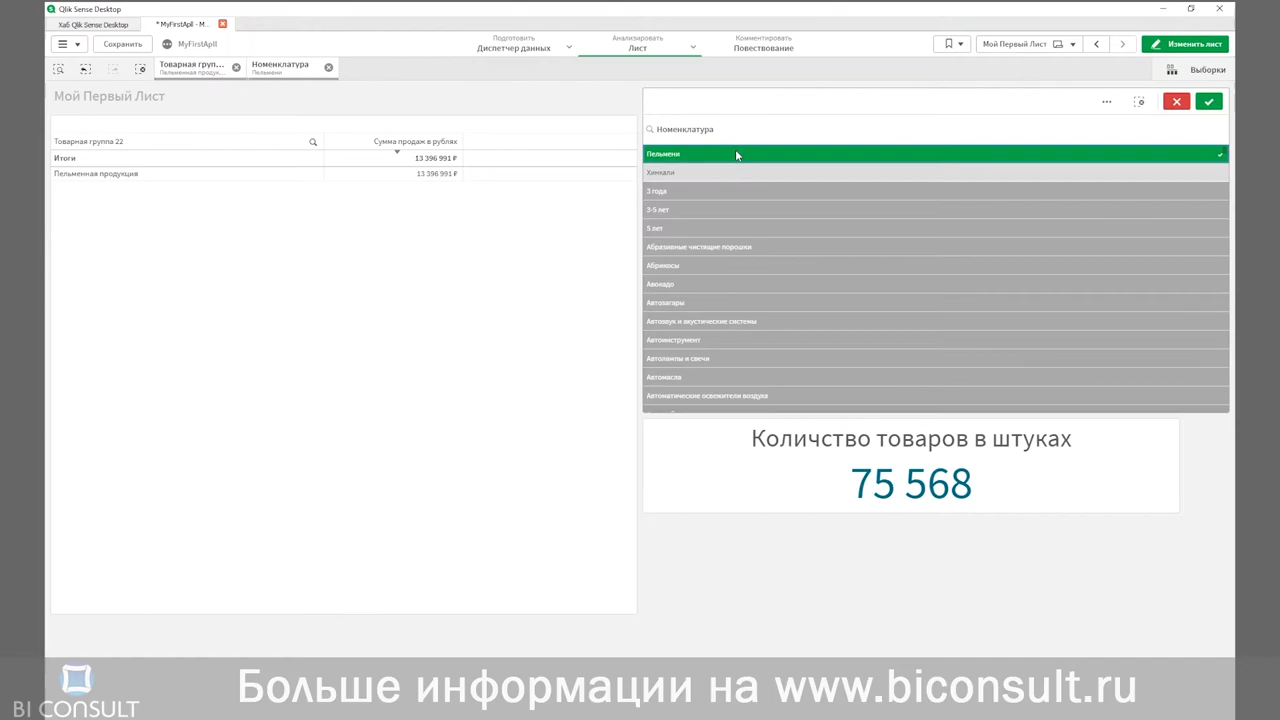 Qlik Sense Desktop
Хаб Qlik Sense Desktop
* MyFirstApll - M...
Сохранить
MyFirstApll
Подготовить
Диспетчер данных
Анализировать
Лист
Комментировать
Повествование
Мой Первый Лист
Изменить лист
Товарная груп...
Пельменная продук...
Номенклатура
Пельмени
Выборки
Мой Первый Лист
Товарная группа 22
Сумма продаж в рублях
Итоги
13 396 991 ₽
Пельменная продукция
13 396 991 ₽
Номенклатура
Пельмени
Хинкали
3 года
3-5 лет
5 лет
Абразивные чистящие порошки
Абрикосы
Авокадо
Автозагары
Автозвук и акустические системы
Автоинструмент
Автолампы и свечи
Автомасла
Автоматические освежители воздуха
Количство товаров в штуках
75 568
Больше информации на www.biconsult.ru
BI CONSULT